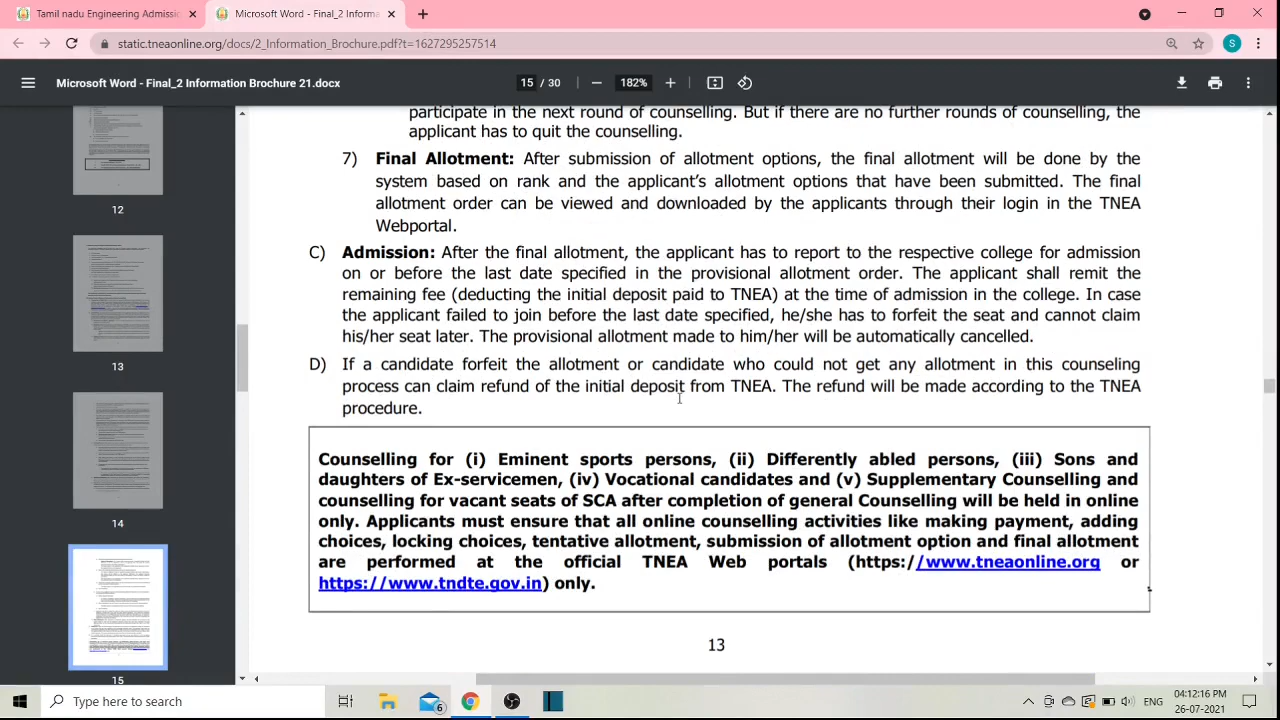 Tamil nadu Engineering Admissi
Microsoft Word - Final_2 Informa
static.tneaonline.org/docs/2_Information_Brochure.pdf?t=1627295257514
S
Microsoft Word - Final_2 Information Brochure 21.docx
15 / 30
182%
12
13
14
15
participate in the next round of counselling. But if there are no further rounds of counselling, the
applicant has to quit the counselling.
7) Final Allotment: After submission of allotment options, the final allotment will be done by the
system based on rank and the applicant's allotment options that have been submitted. The final
allotment order can be viewed and downloaded by the applicants through their login in the TNEA
Webportal.
C) Admission: After the final allotment, the applicant has to report to the respective college for admission
on or before the last date specified in the provisional allotment order. The applicant shall remit the
remaining fee (deducting the initial deposit paid to TNEA) at the time of admission in the college. In case
the applicant failed to join before the last date specified, he/she has to forfeit the seat and cannot claim
his/her seat later. The provisional allotment made to him/her will be automatically cancelled.
D) If a candidate forfeit the allotment or candidate who could not get any allotment in this counseling
process can claim refund of the initial deposit from TNEA. The refund will be made according to the TNEA
procedure.
Counselling for (i) Eminent sports persons, (ii) Differently abled persons, (iii) Sons and
daughters of Ex-servicemen, (iv) Vocational candidates and (v) Supplementary Counselling and
counselling for vacant seats of SCA after completion of general Counselling will be held in online
only. Applicants must ensure that all online counselling activities like making payment, adding
choices, locking choices, tentative allotment, submission of allotment option and final allotment
are performed at the official TNEA Web portals (https://www.tneaonline.org or
https://www.tndte.gov.in) only.
13
Type here to search
6
ENG
04:12:16 PM
26-07-2021